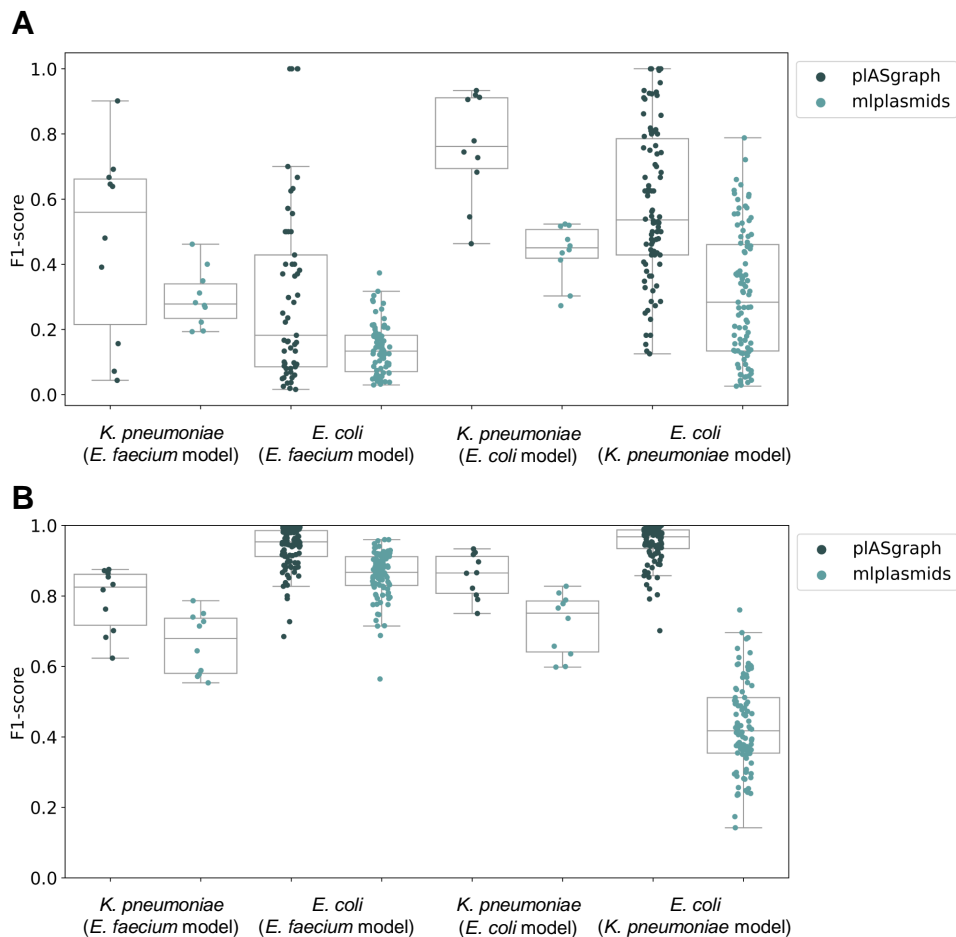 A
1.0
0.8
0.6
0.4
0.2
0.0
F1-score
plASgraph
mlplasmids
K. pneumoniae
(E. faecium model)
E. coli
(E. faecium model)
K. pneumoniae
(E. coli model)
E. coli
(K. pneumoniae model)
B
1.0
0.8
0.6
0.4
0.2
0.0
F1-score
plASgraph
mlplasmids
K. pneumoniae
(E. faecium model)
E. coli
(E. faecium model)
K. pneumoniae
(E. coli model)
E. coli
(K. pneumoniae model)